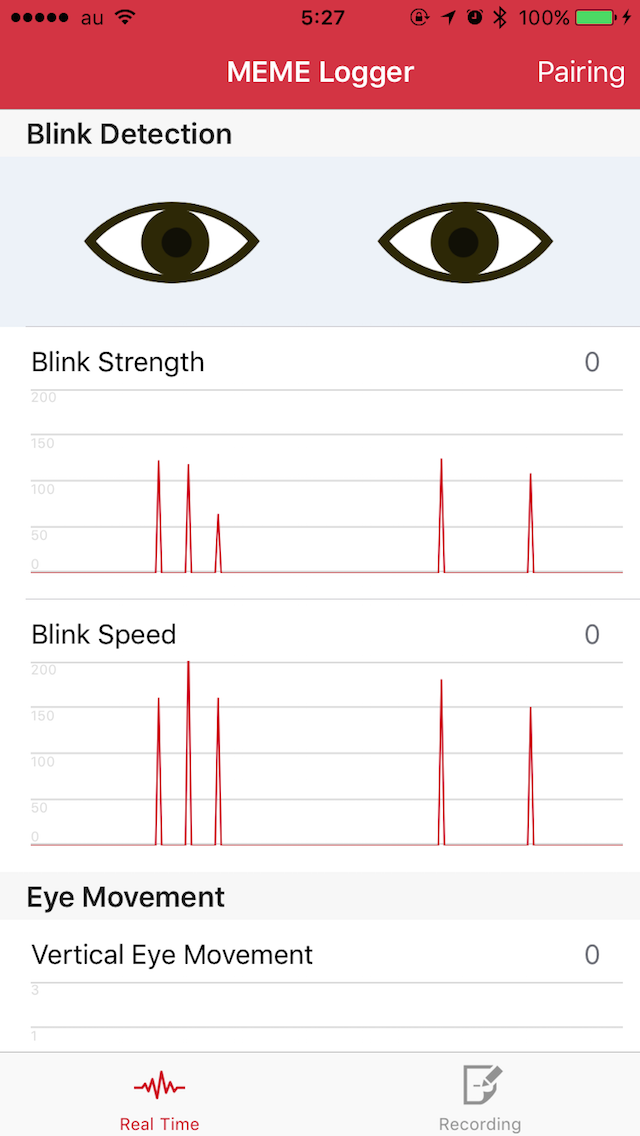 au 5:27 100%
MEME Logger Pairing
Blink Detection
Blink Strength 0
200
150
100
50
0
Blink Speed 0
200
150
100
50
0
Eye Movement
Vertical Eye Movement 0
3
1
Real Time Recording